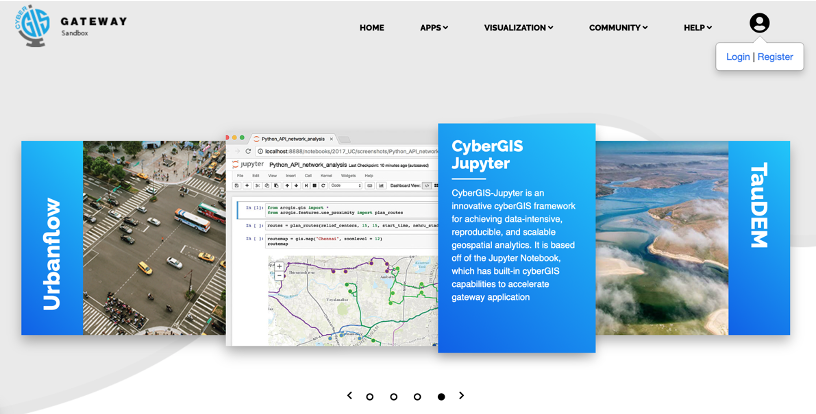 CYBER
GIS
GATEWAY
Sandbox
HOME
APPS
VISUALIZATION
COMMUNITY
HELP
Login | Register
Urbanflow
Python_API_network_analysis
localhost:8888/notebooks/2017_UC/screenshots/Python_API_network
jupyter Python_API_network_analysis Last Checkpoint: 10 minutes ago (autosaved)
File Edit View Insert Cell Kernel Widgets Help
Code
Dashboard View:
In [1]: from arcgis.gis import *
from arcgis.features.use_proximity import plan_routes
In [ ]: routes = plan_routes(relief_centers, 15, 15, start_time,
In [ ]: routemap = gis.map("Chennai", zoomlevel = 12)
routemap
CyberGIS
Jupyter
CyberGIS-Jupyter is an
innovative cyberGIS framework
for achieving data-intensive,
reproducible, and scalable
geospatial analytics. It is based
off of the Jupyter Notebook,
which has built-in cyberGIS
capabilities to accelerate
gateway application
TauDEM